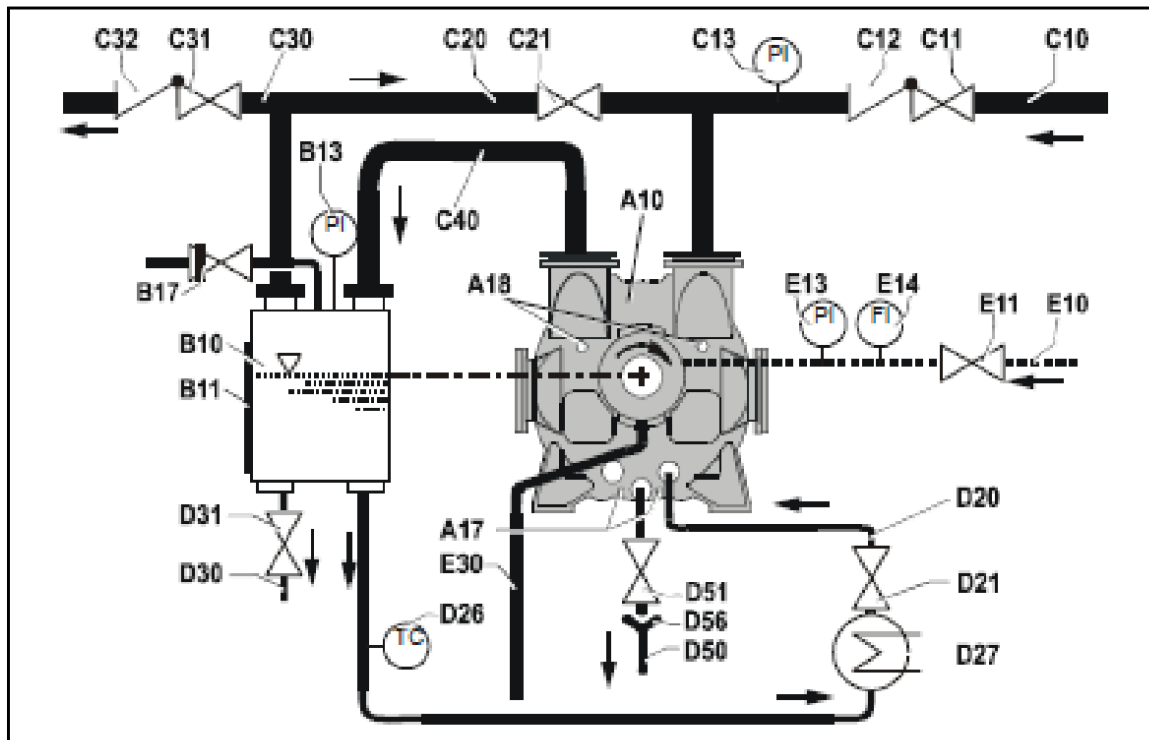 C32 C31 C30 C20 C21 C13 PI C12 C11 C10
B13
PI
C40
A10
A18
B17
E13 E14
PI FI
E11 E10
B10
B11
D31
D30
A17
E30
D20
D21
D51
D26
TC
D56
D50
D27